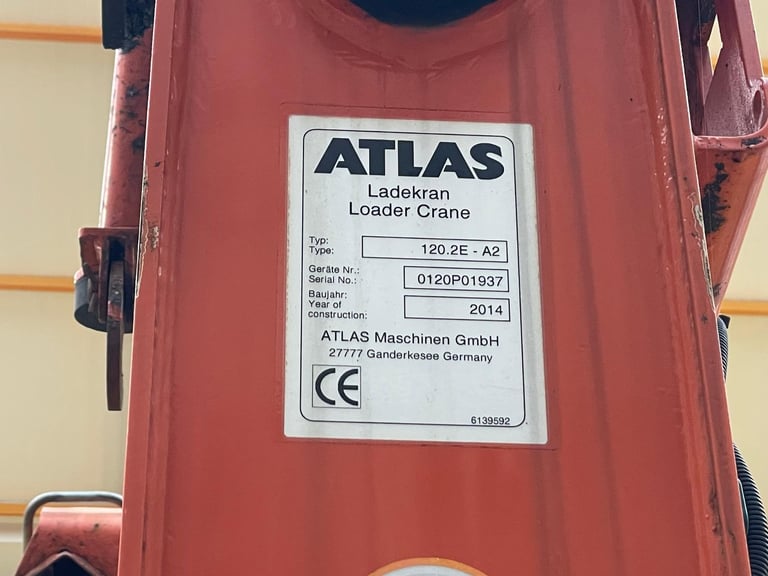 ATLAS
Ladekran
Loader Crane
Typ:
Type: 120.2E - A2
Geräte Nr.:
Serial No.: 0120P01937
Baujahr:
Year of
construction: 2014
ATLAS Maschinen GmbH
27777 Ganderkesee Germany
CE
6139592